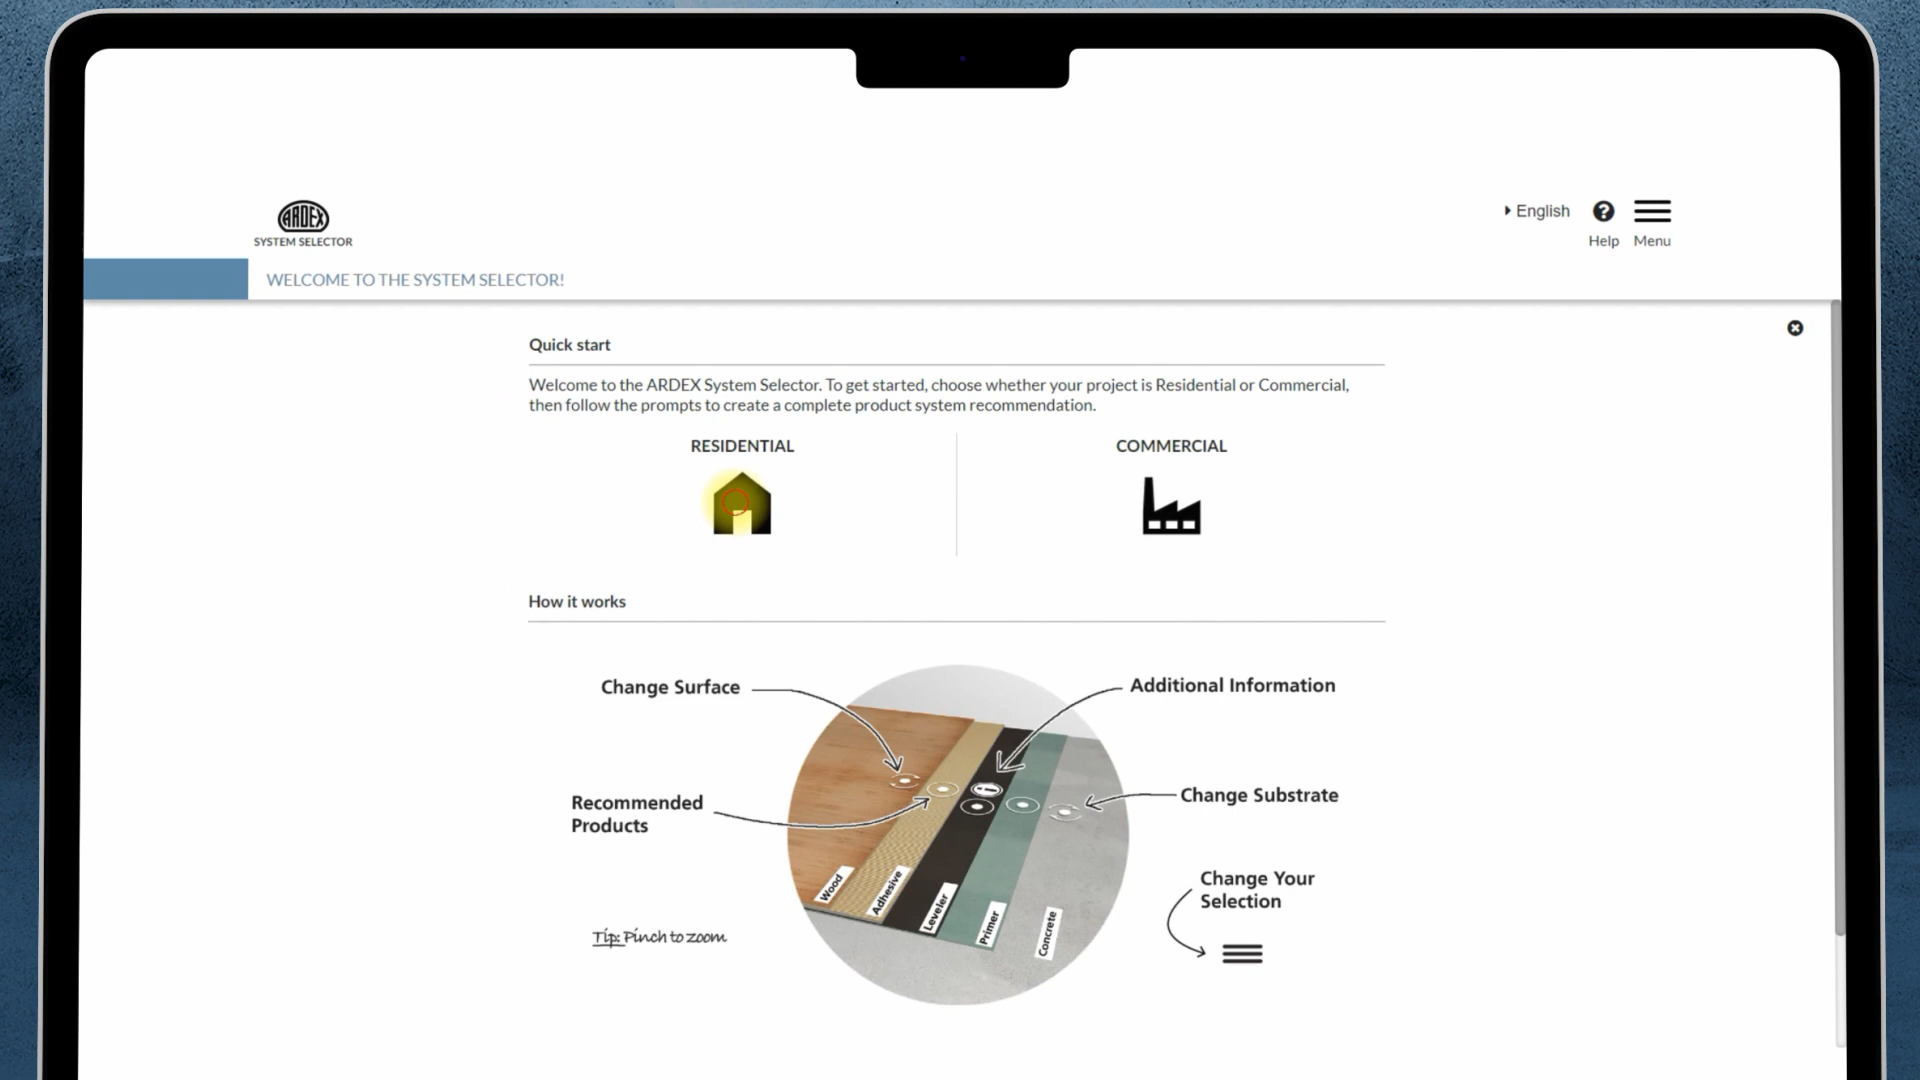 ARDEX
SYSTEM SELECTOR
English
Help
Menu
WELCOME TO THE SYSTEM SELECTOR!
Quick start
Welcome to the ARDEX System Selector. To get started, choose whether your project is Residential or Commercial,
then follow the prompts to create a complete product system recommendation.
RESIDENTIAL
COMMERCIAL
How it works
Change Surface
Additional Information
Recommended
Products
Change Substrate
Change Your
Selection
Wood
Adhesive
Leveler
Primer
Concrete
Tip: Pinch to zoom